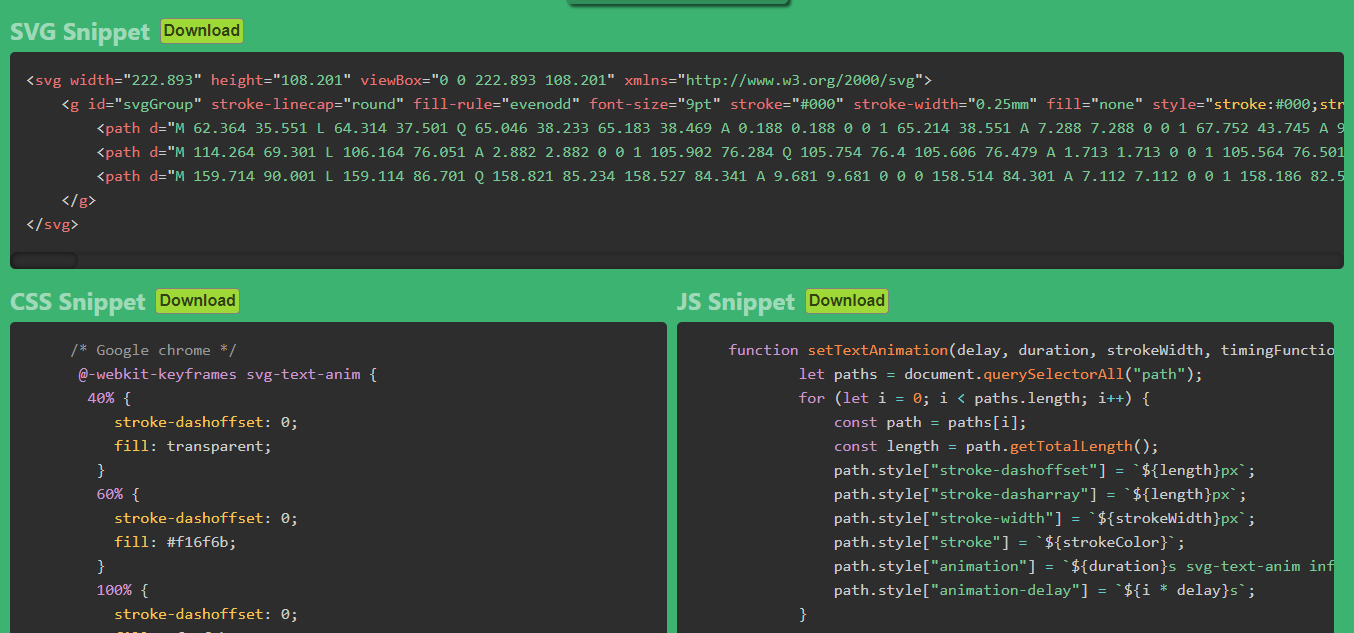 SVG Snippet Download
<svg width="222.893" height="108.201" viewBox="0 0 222.893 108.201" xmlns="http://www.w3.org/2000/svg">
<g id="svgGroup" stroke-linecap="round" fill-rule="evenodd" font-size="9pt" stroke="#000" stroke-width="0.25mm" fill="none" style="stroke:#000;str
<path d="M 62.364 35.551 L 64.314 37.501 Q 65.046 38.233 65.183 38.469 A 0.188 0.188 0 0 1 65.214 38.551 A 7.288 7.288 0 0 1 67.752 43.745 A 9
<path d="M 114.264 69.301 L 106.164 76.051 A 2.882 2.882 0 0 1 105.902 76.284 Q 105.754 76.4 105.606 76.479 A 1.713 1.713 0 0 1 105.564 76.501
<path d="M 159.714 90.001 L 159.114 86.701 Q 158.821 85.234 158.527 84.341 A 9.681 9.681 0 0 0 158.514 84.301 A 7.112 7.112 0 0 1 158.186 82.5
</g>
</svg>
CSS Snippet Download
/* Google chrome */
@-webkit-keyframes svg-text-anim {
40% {
stroke-dashoffset: 0;
fill: transparent;
}
60% {
stroke-dashoffset: 0;
fill: #f16f6b;
}
100% {
stroke-dashoffset: 0;
JS Snippet Download
function setTextAnimation(delay, duration, strokeWidth, timingFunctio
let paths = document.querySelectorAll("path");
for (let i = 0; i < paths.length; i++) {
const path = paths[i];
const length = path.getTotalLength();
path.style["stroke-dashoffset"] = `${length}px`;
path.style["stroke-dasharray"] = `${length}px`;
path.style["stroke-width"] = `${strokeWidth}px`;
path.style["stroke"] = `${strokeColor}`;
path.style["animation"] = `${duration}s svg-text-anim inf
path.style["animation-delay"] = `${i * delay}s`;
}